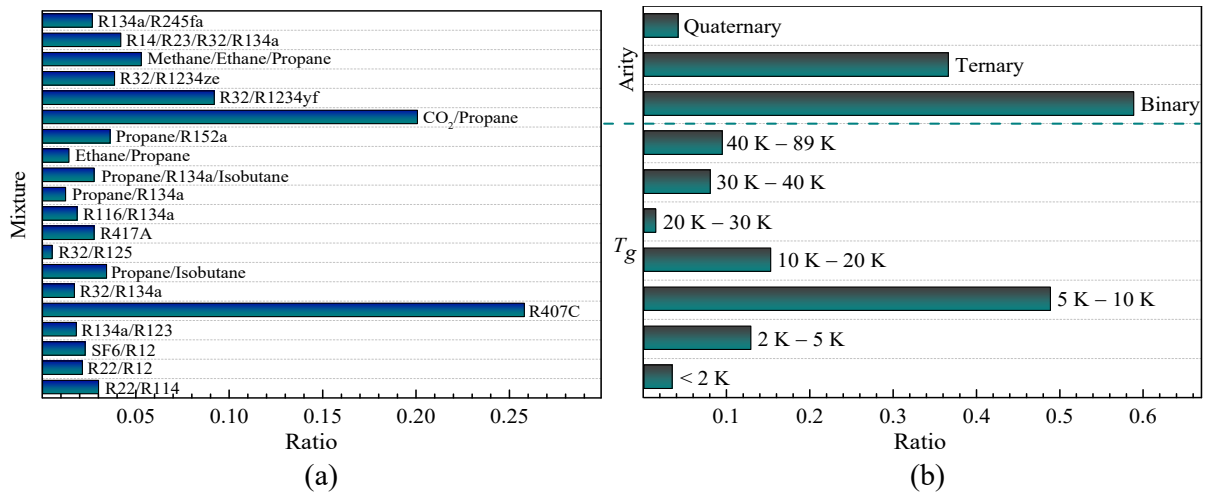 Mixture
R134a/R245fa
R14/R23/R32/R134a
Methane/Ethane/Propane
R32/R1234ze
R32/R1234yf
CO₂/Propane
Propane/R152a
Ethane/Propane
Propane/R134a/Isobutane
Propane/R134a
R116/R134a
R417A
R32/R125
Propane/Isobutane
R32/R134a
R407C
R134a/R123
SF6/R12
R22/R12
R22/R114
0.05 0.10 0.15 0.20 0.25
Ratio
(a)
Arity
Quaternary
Ternary
Binary
Tg
40 K – 89 K
30 K – 40 K
20 K – 30 K
10 K – 20 K
5 K – 10 K
2 K – 5 K
< 2 K
0.1 0.2 0.3 0.4 0.5 0.6
Ratio
(b)